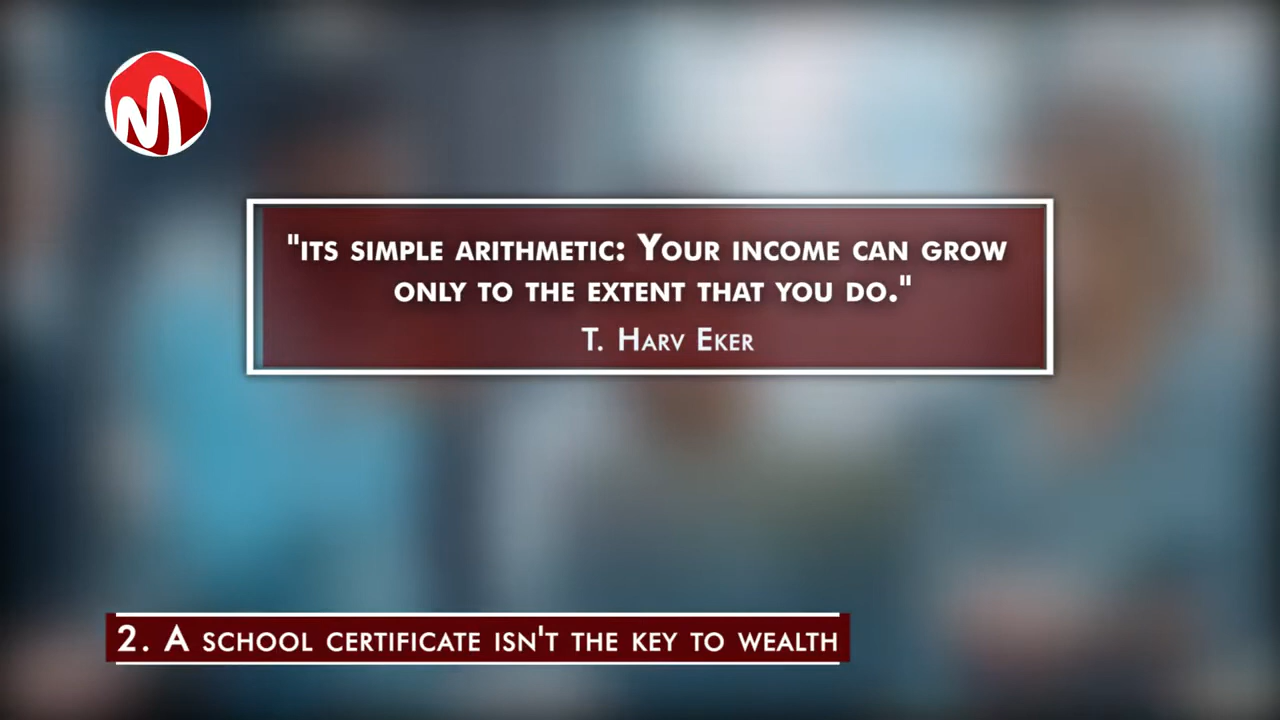 "its simple arithmetic: Your income can grow
only to the extent that you do."
T. Harv Eker
2. A school certificate isn't the key to wealth